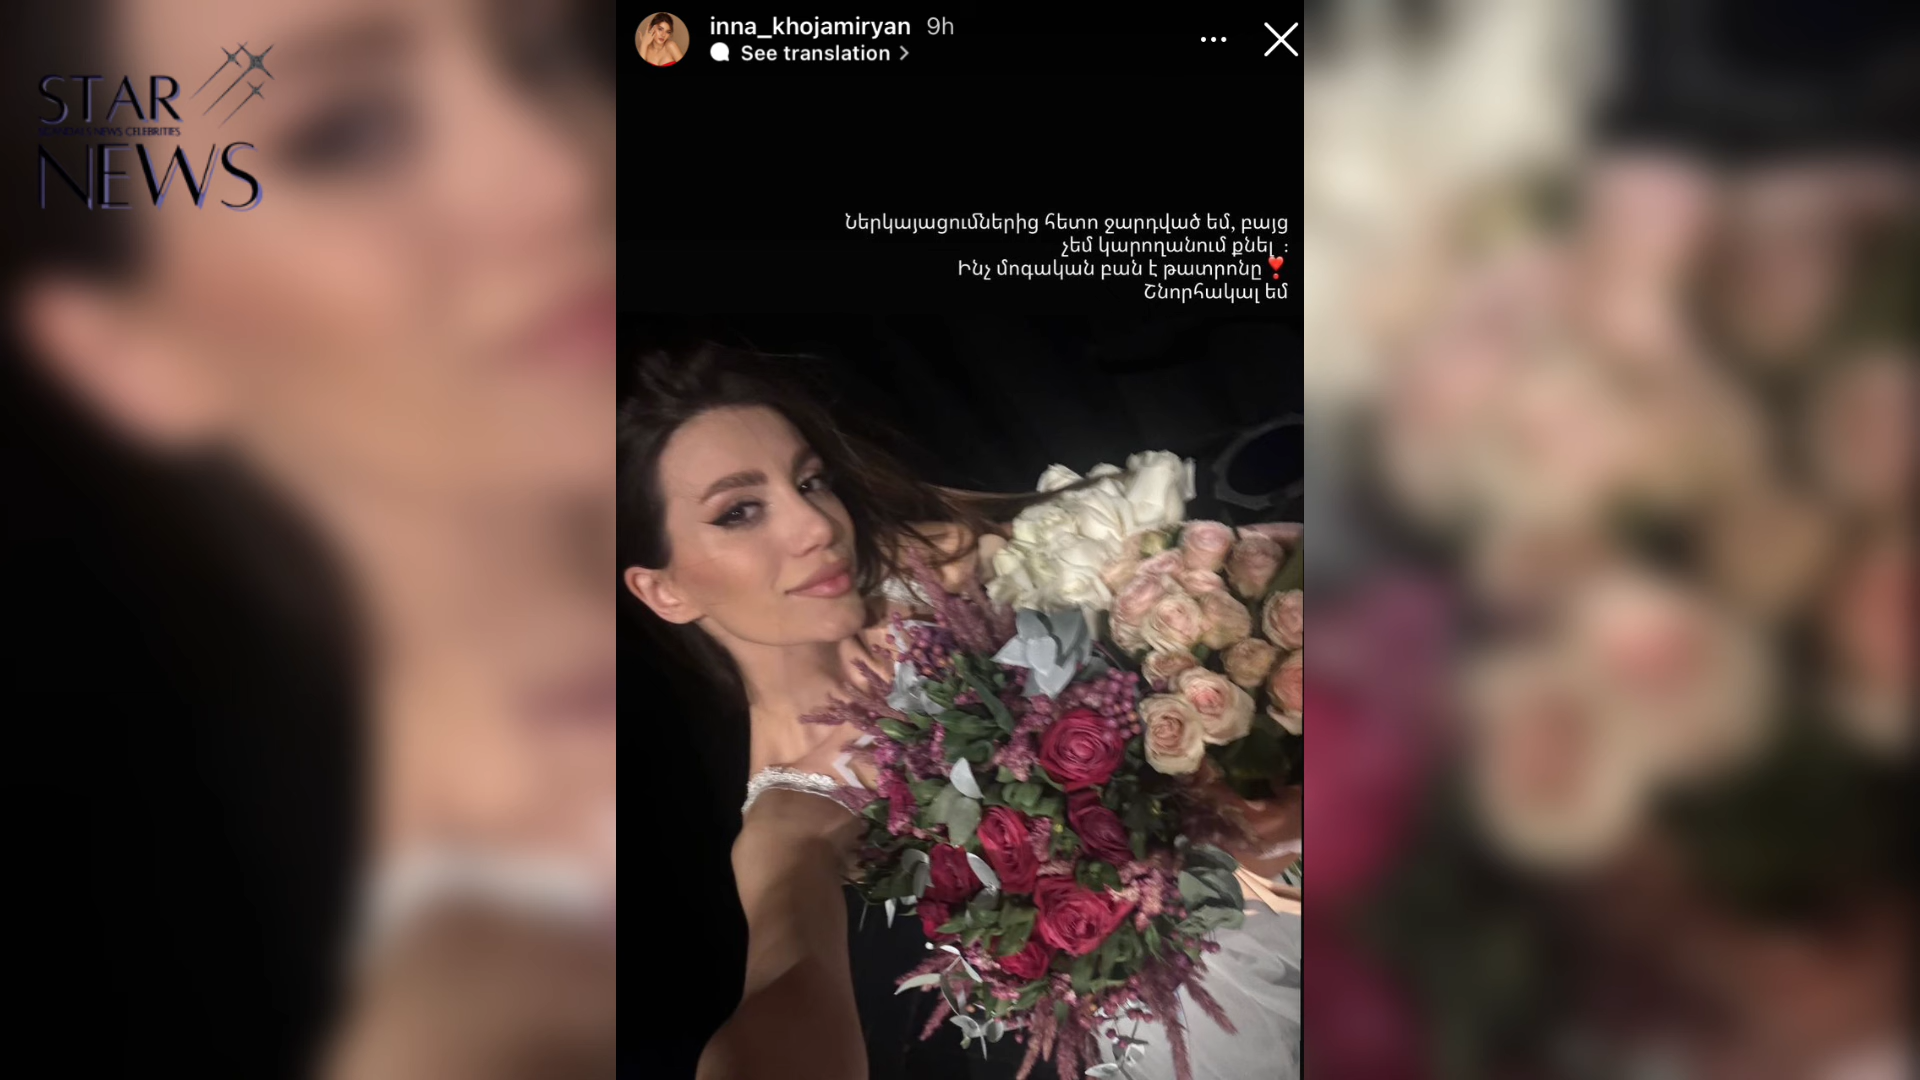 STAR
SCANDALS NEWS CELEBRITIES
NEWS
inna_khojamiryan 9h
See translation
Ներկայացումներից հետո ջարդված եմ, բայց
չեմ կարողանում քնել ։
Ինչ մոգական բան է թատրոնը❣️
Շնորհակալ եմ